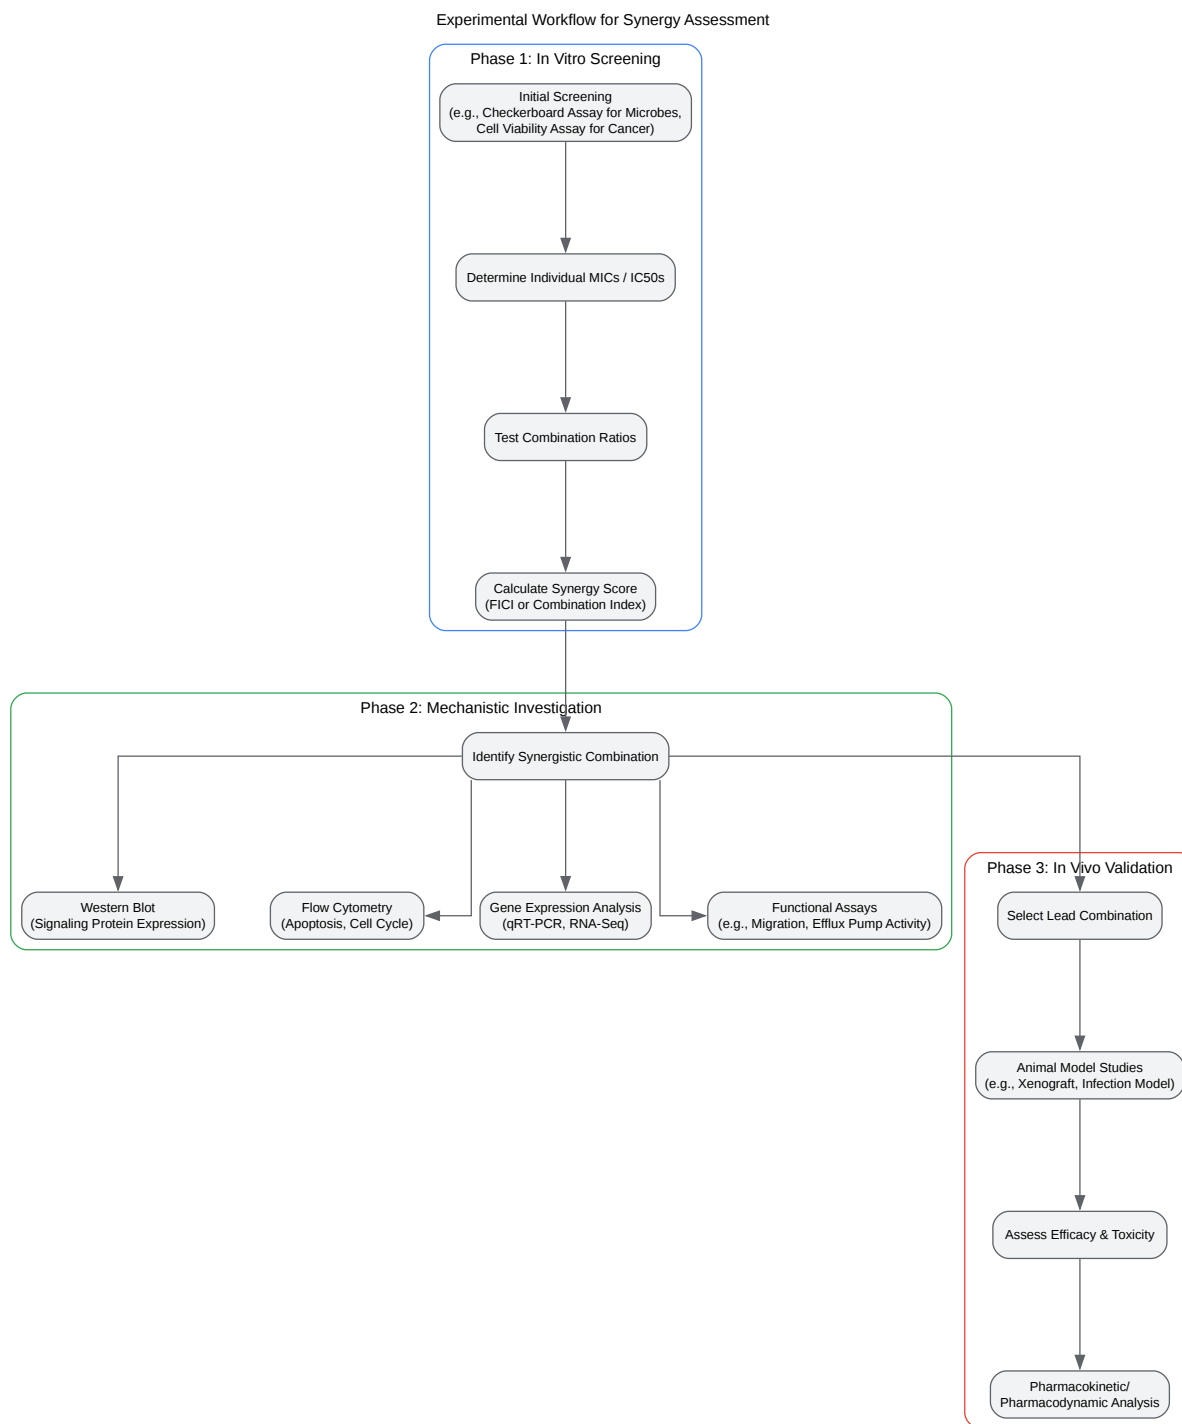 Experimental Workflow for Synergy Assessment
Phase 1: In Vitro Screening
Initial Screening
(e.g., Checkerboard Assay for Microbes,
Cell Viability Assay for Cancer)
Determine Individual MICs / IC50s
Test Combination Ratios
Calculate Synergy Score
(FICI or Combination Index)
Phase 2: Mechanistic Investigation
Identify Synergistic Combination
Western Blot
(Signaling Protein Expression)
Flow Cytometry
(Apoptosis, Cell Cycle)
Gene Expression Analysis
(qRT-PCR, RNA-Seq)
Functional Assays
(e.g., Migration, Efflux Pump Activity)
Phase 3: In Vivo Validation
Select Lead Combination
Animal Model Studies
(e.g., Xenograft, Infection Model)
Assess Efficacy & Toxicity
Pharmacokinetic/
Pharmacodynamic Analysis